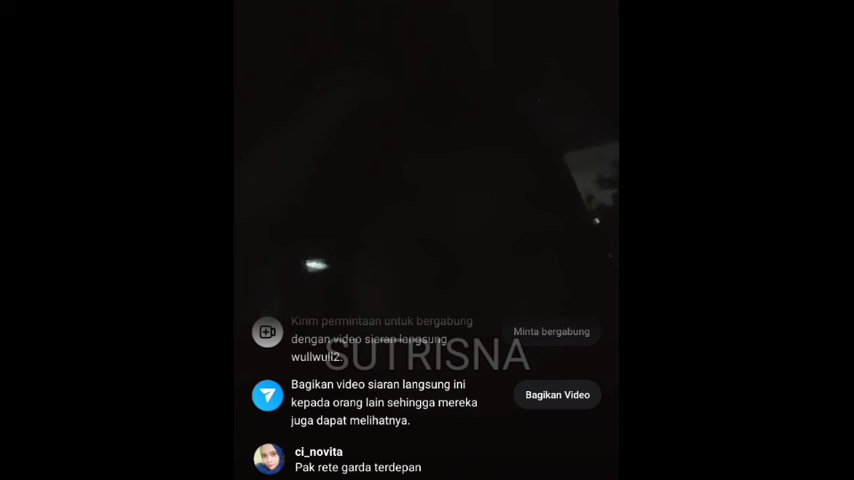 Kirim permintaan untuk bergabung
dengan video siaran langsung
wullwuli2.
Minta bergabung
SUTRISNA
Bagikan video siaran langsung ini
kepada orang lain sehingga mereka
juga dapat melihatnya.
Bagikan Video
ci_novita
Pak rete garda terdepan